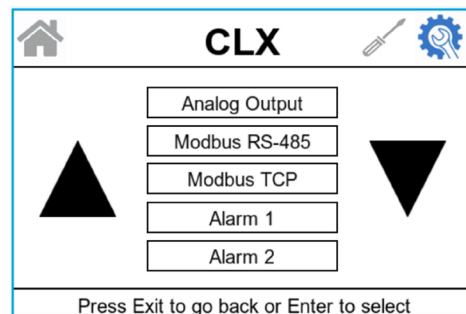 CLX
Analog Output
Modbus RS-485
Modbus TCP
Alarm 1
Alarm 2
Press Exit to go back or Enter to select